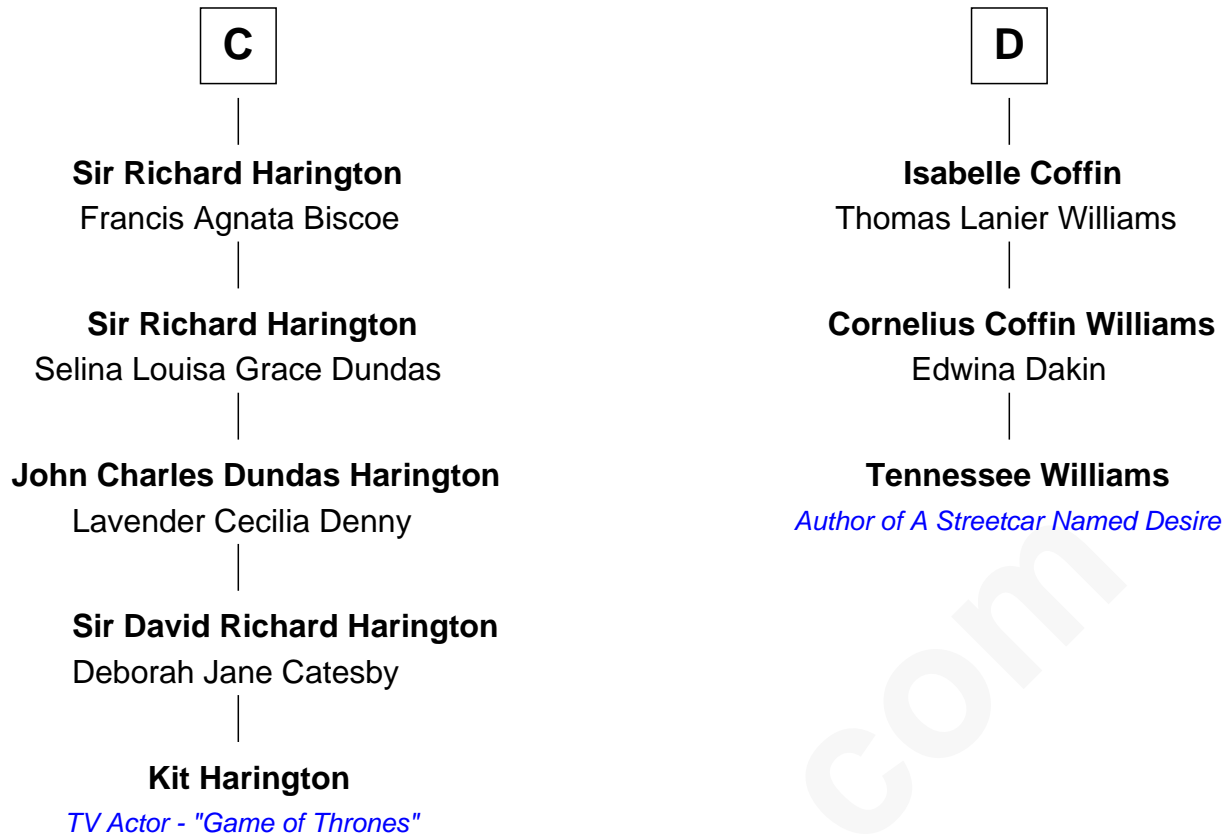 C
Sir Richard Harington
Francis Agnata Biscoe
Sir Richard Harington
Selina Louisa Grace Dundas
John Charles Dundas Harington
Lavender Cecilia Denny
Sir David Richard Harington
Deborah Jane Catesby
Kit Harington
TV Actor - "Game of Thrones"
D
Isabelle Coffin
Thomas Lanier Williams
Cornelius Coffin Williams
Edwina Dakin
Tennessee Williams
Author of A Streetcar Named Desire
com